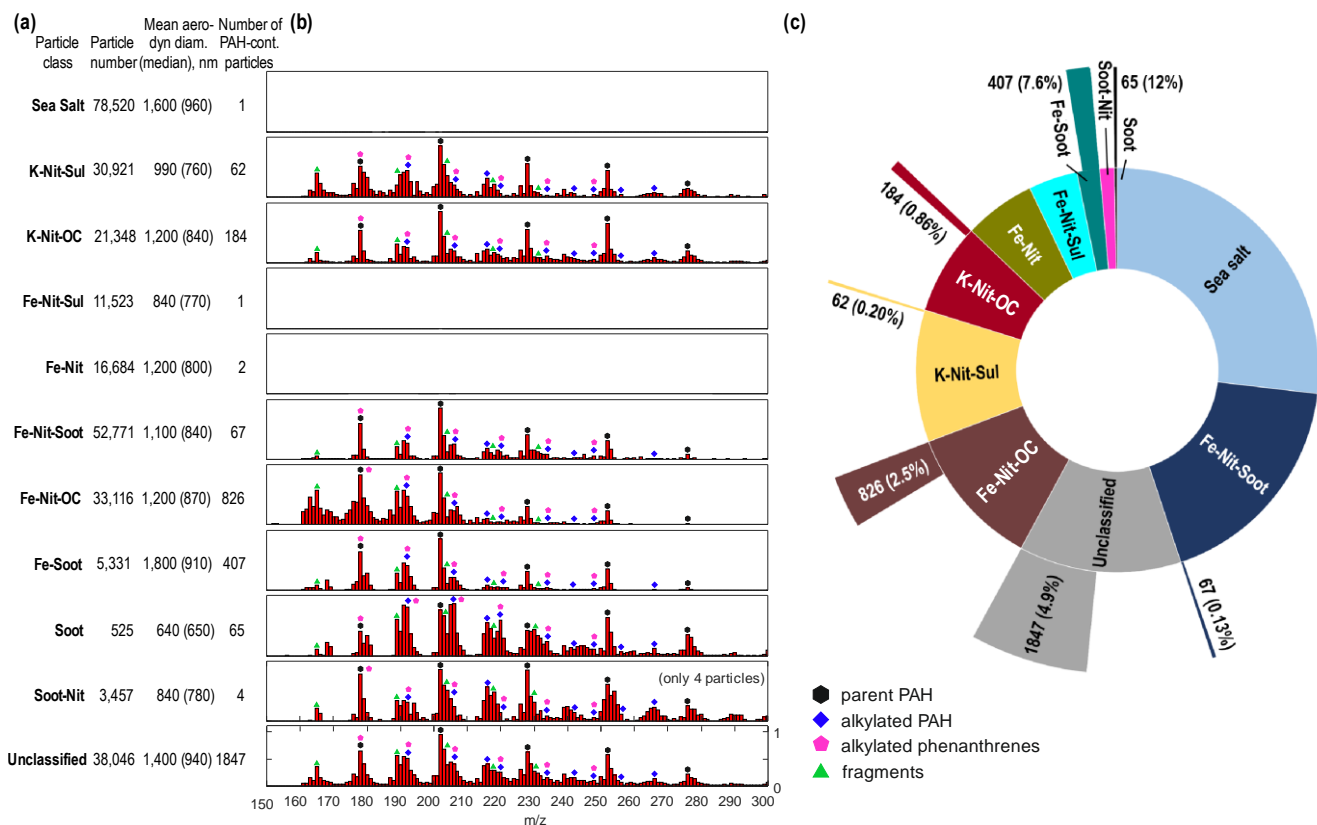 (a)
Particle class
Particle number
Mean aero-dyn diam. (median), nm
Number of PAH-cont. particles
Sea Salt 78,520 1,600 (960) 1
K-Nit-Sul 30,921 990 (760) 62
K-Nit-OC 21,348 1,200 (840) 184
Fe-Nit-Sul 11,523 840 (770) 1
Fe-Nit 16,684 1,200 (800) 2
Fe-Nit-Soot 52,771 1,100 (840) 67
Fe-Nit-OC 33,116 1,200 (870) 826
Fe-Soot 5,331 1,800 (910) 407
Soot 525 640 (650) 65
Soot-Nit 3,457 840 (780) 4
Unclassified 38,046 1,400 (940) 1847
(b)
(only 4 particles)
1
0
150 160 170 180 190 200 210 220 230 240 250 260 270 280 290 300
m/z
(c)
407 (7.6%)
Fe-Soot
Soot-Nit
65 (12%)
Soot
184 (0.86%)
Fe-Nit
Fe-Nit-Sul
Sea salt
K-Nit-OC
62 (0.20%)
K-Nit-Sul
Fe-Nit-Soot
Fe-Nit-OC
826 (2.5%)
Unclassified
67 (0.13%)
1847 (4.9%)
parent PAH
alkylated PAH
alkylated phenanthrenes
fragments